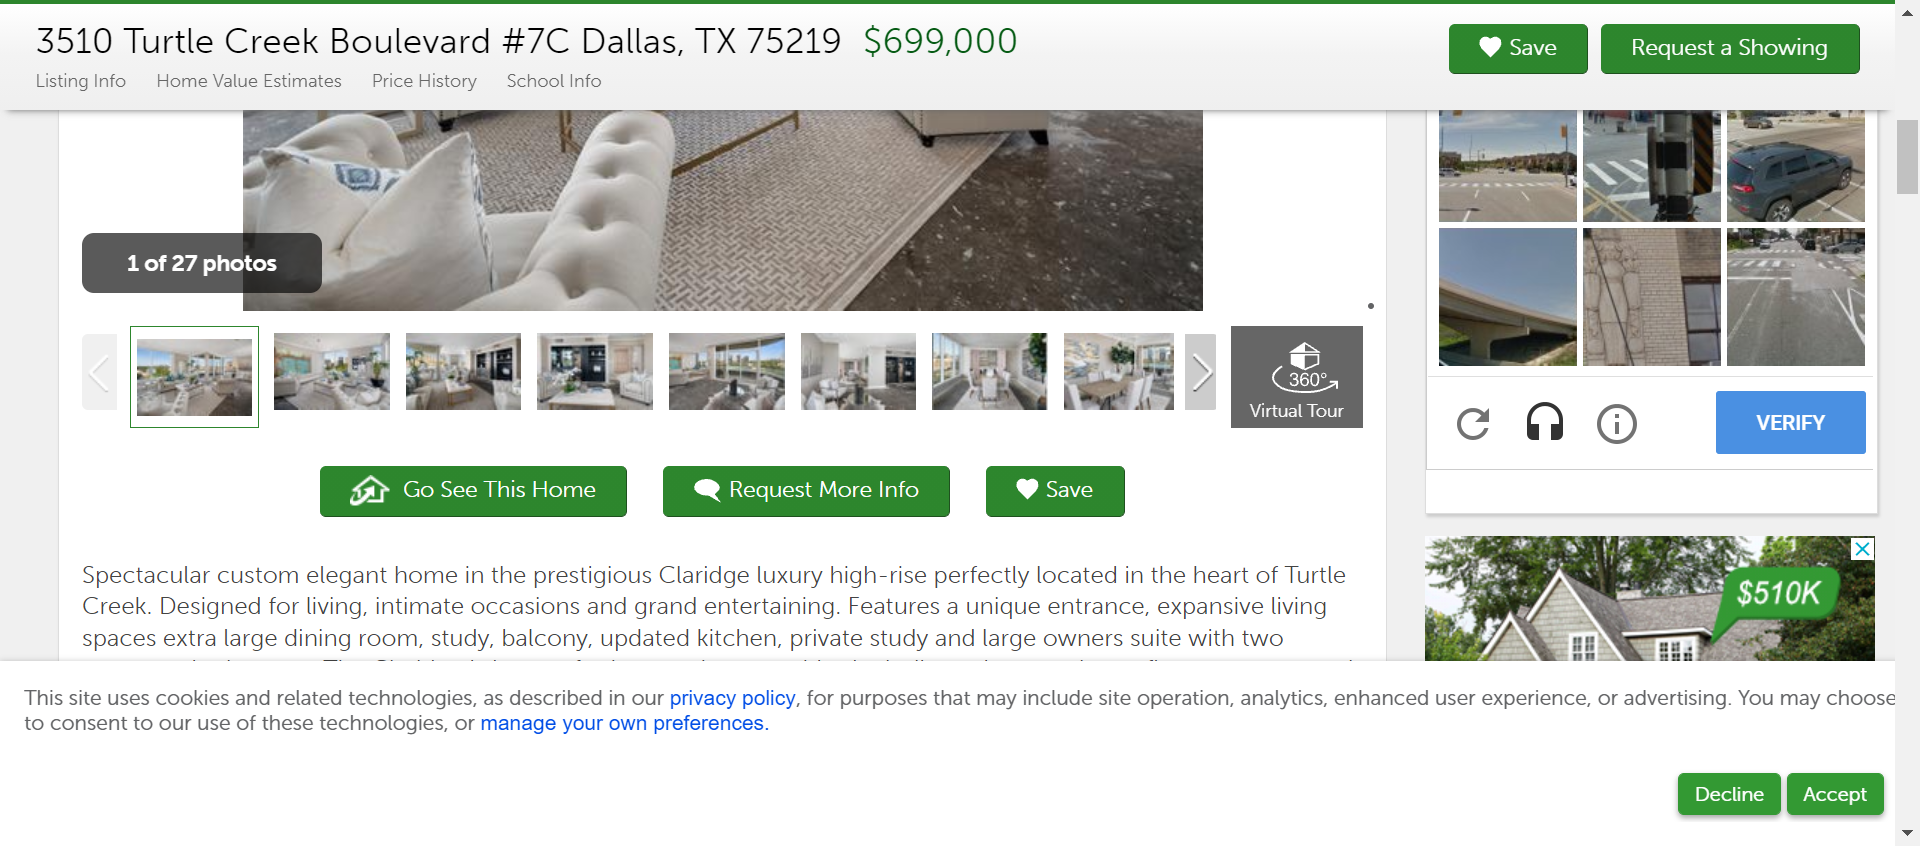 3510 Turtle Creek Boulevard #7C Dallas, TX 75219 $699,000
Save
Request a Showing
Listing Info Home Value Estimates Price History School Info
1 of 27 photos
360°
Virtual Tour
VERIFY
Go See This Home
Request More Info
Save
$510K
Spectacular custom elegant home in the prestigious Claridge luxury high-rise perfectly located in the heart of Turtle
Creek. Designed for living, intimate occasions and grand entertaining. Features a unique entrance, expansive living
spaces extra large dining room, study, balcony, updated kitchen, private study and large owners suite with two
This site uses cookies and related technologies, as described in our privacy policy, for purposes that may include site operation, analytics, enhanced user experience, or advertising. You may choose
to consent to our use of these technologies, or manage your own preferences.
Decline
Accept